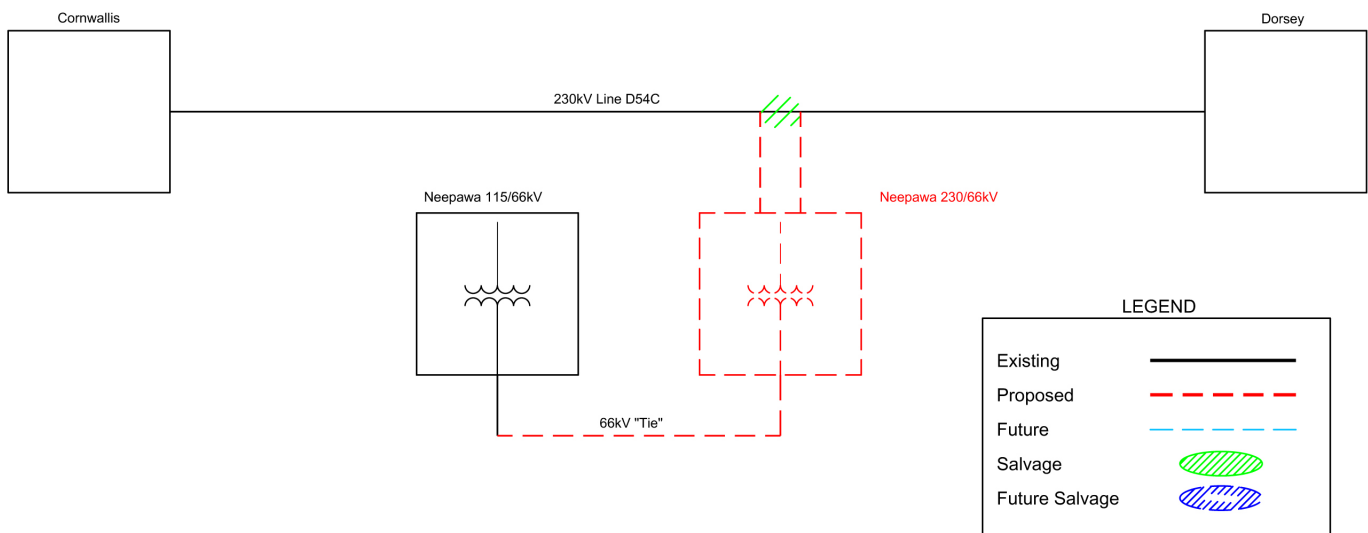 Cornwallis
Dorsey
230kV Line D54C
Neepawa 115/66kV
Neepawa 230/66kV
66kV "Tie"
LEGEND
Existing
Proposed
Future
Salvage
Future Salvage